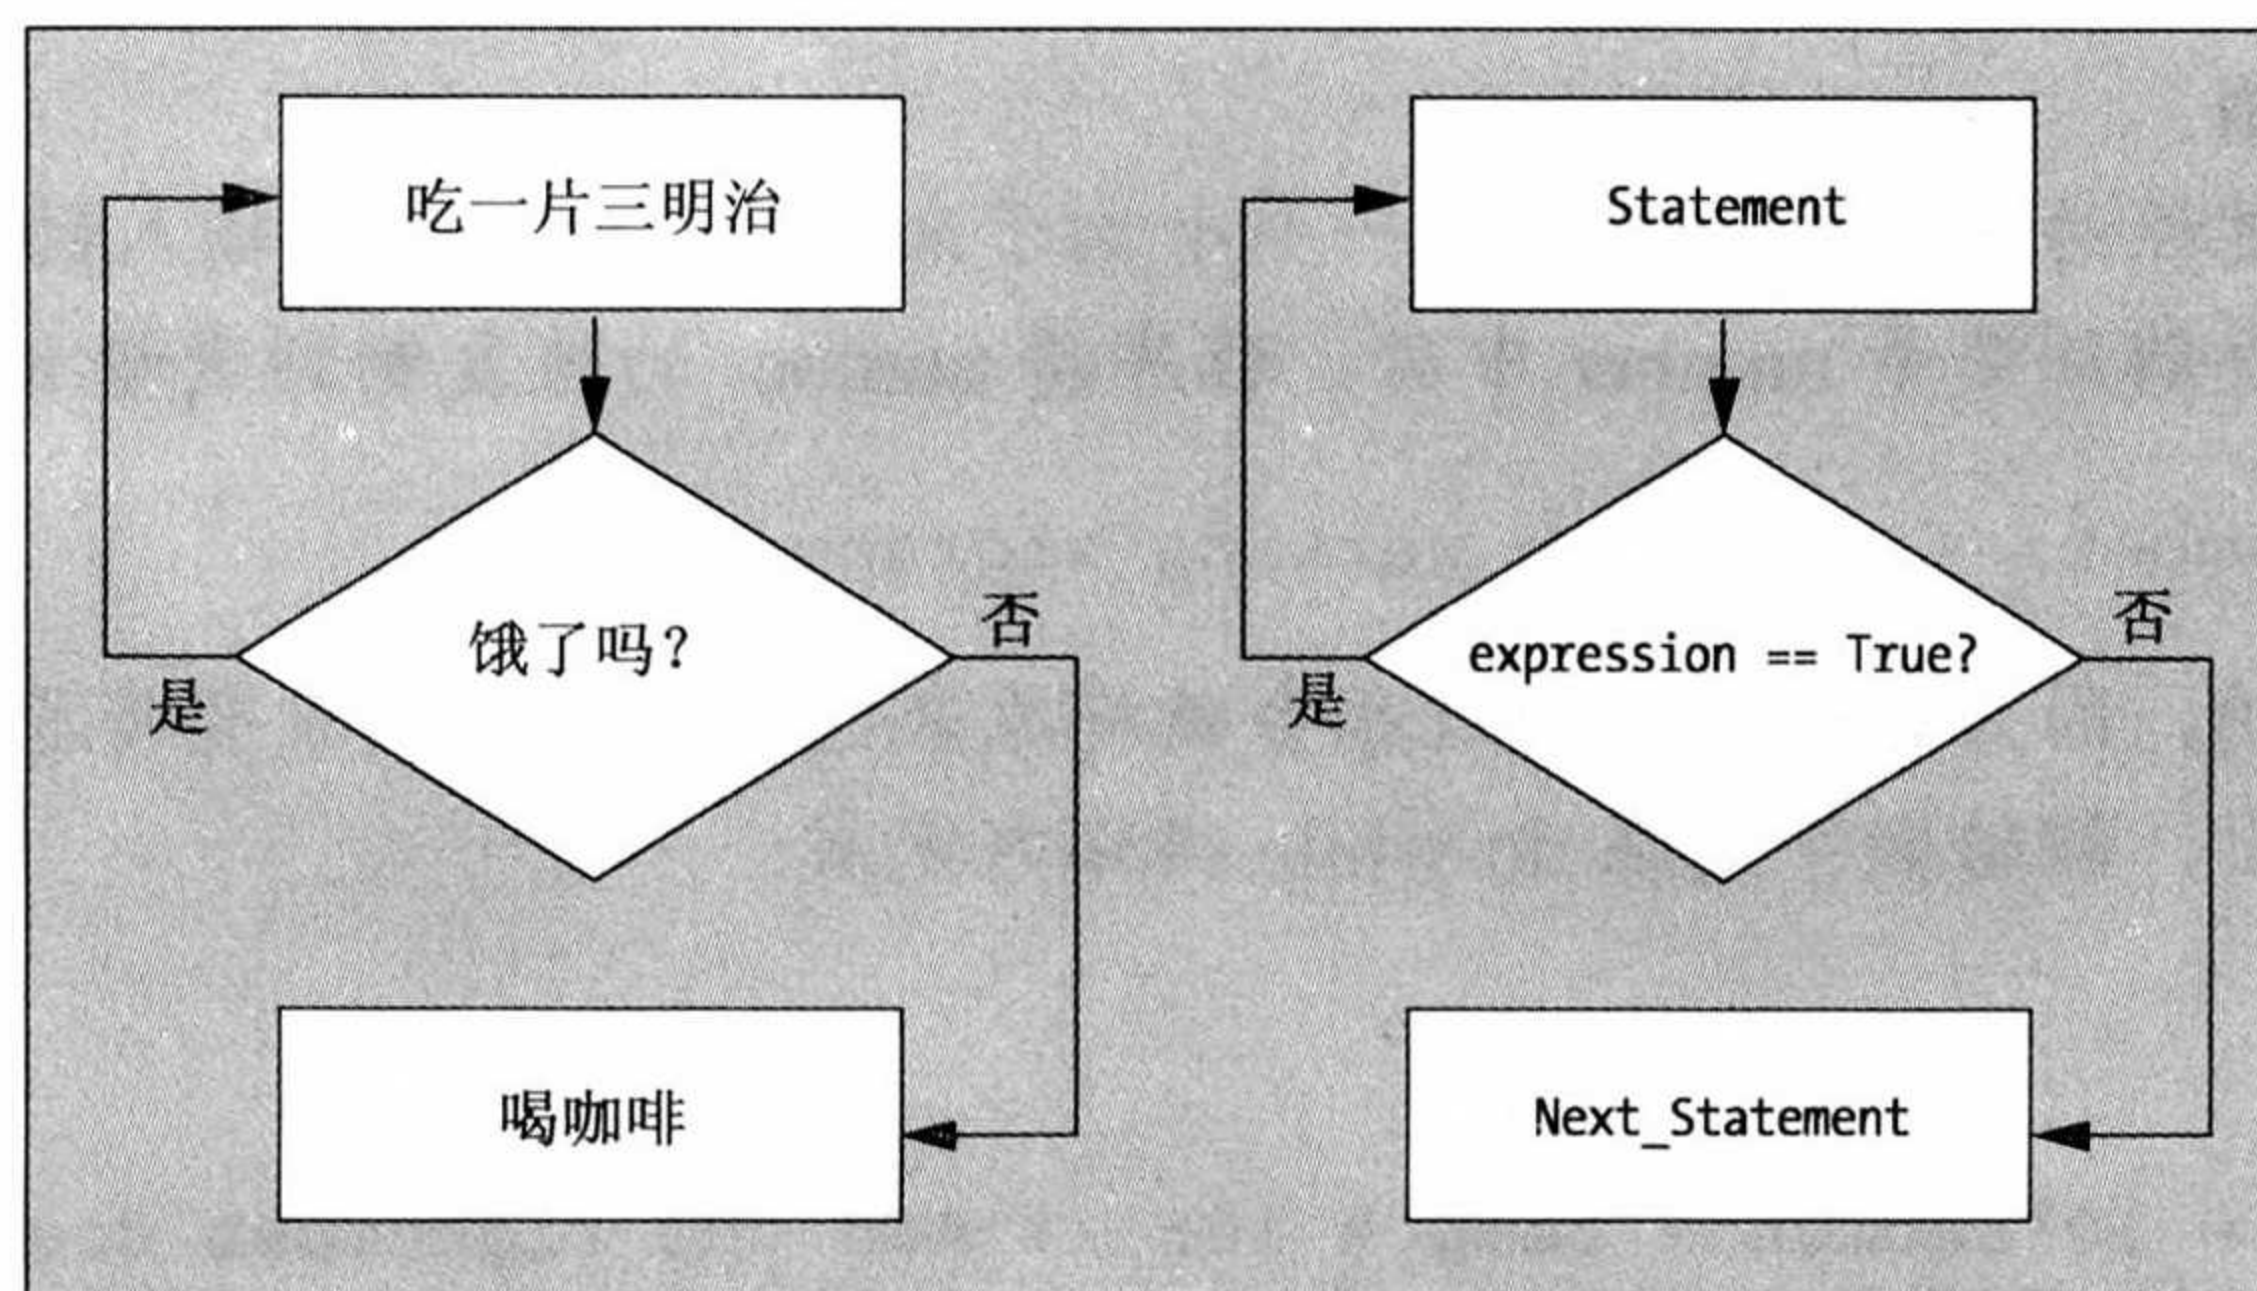 吃一片三明治
饿了吗？
是
否
喝咖啡
Statement
expression == True?
是
否
Next_Statement